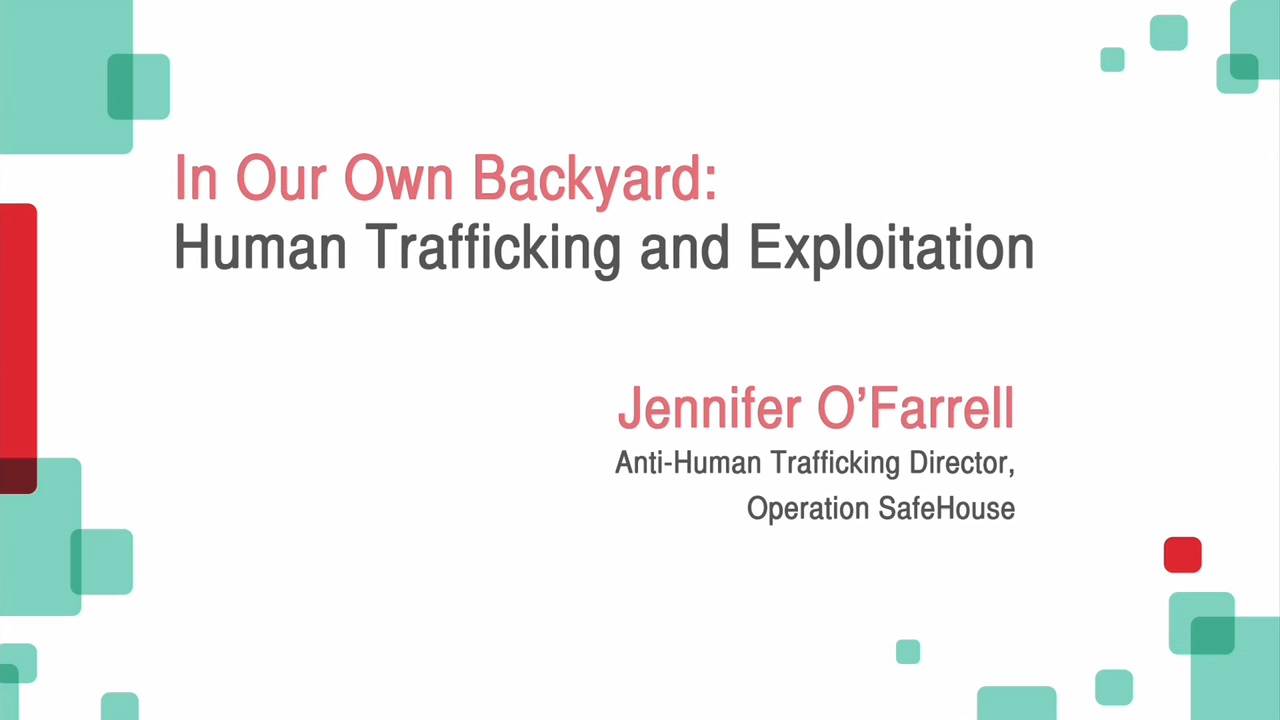 In Our Own Backyard:
Human Trafficking and Exploitation
Jennifer O’Farrell
Anti-Human Trafficking Director,
Operation SafeHouse